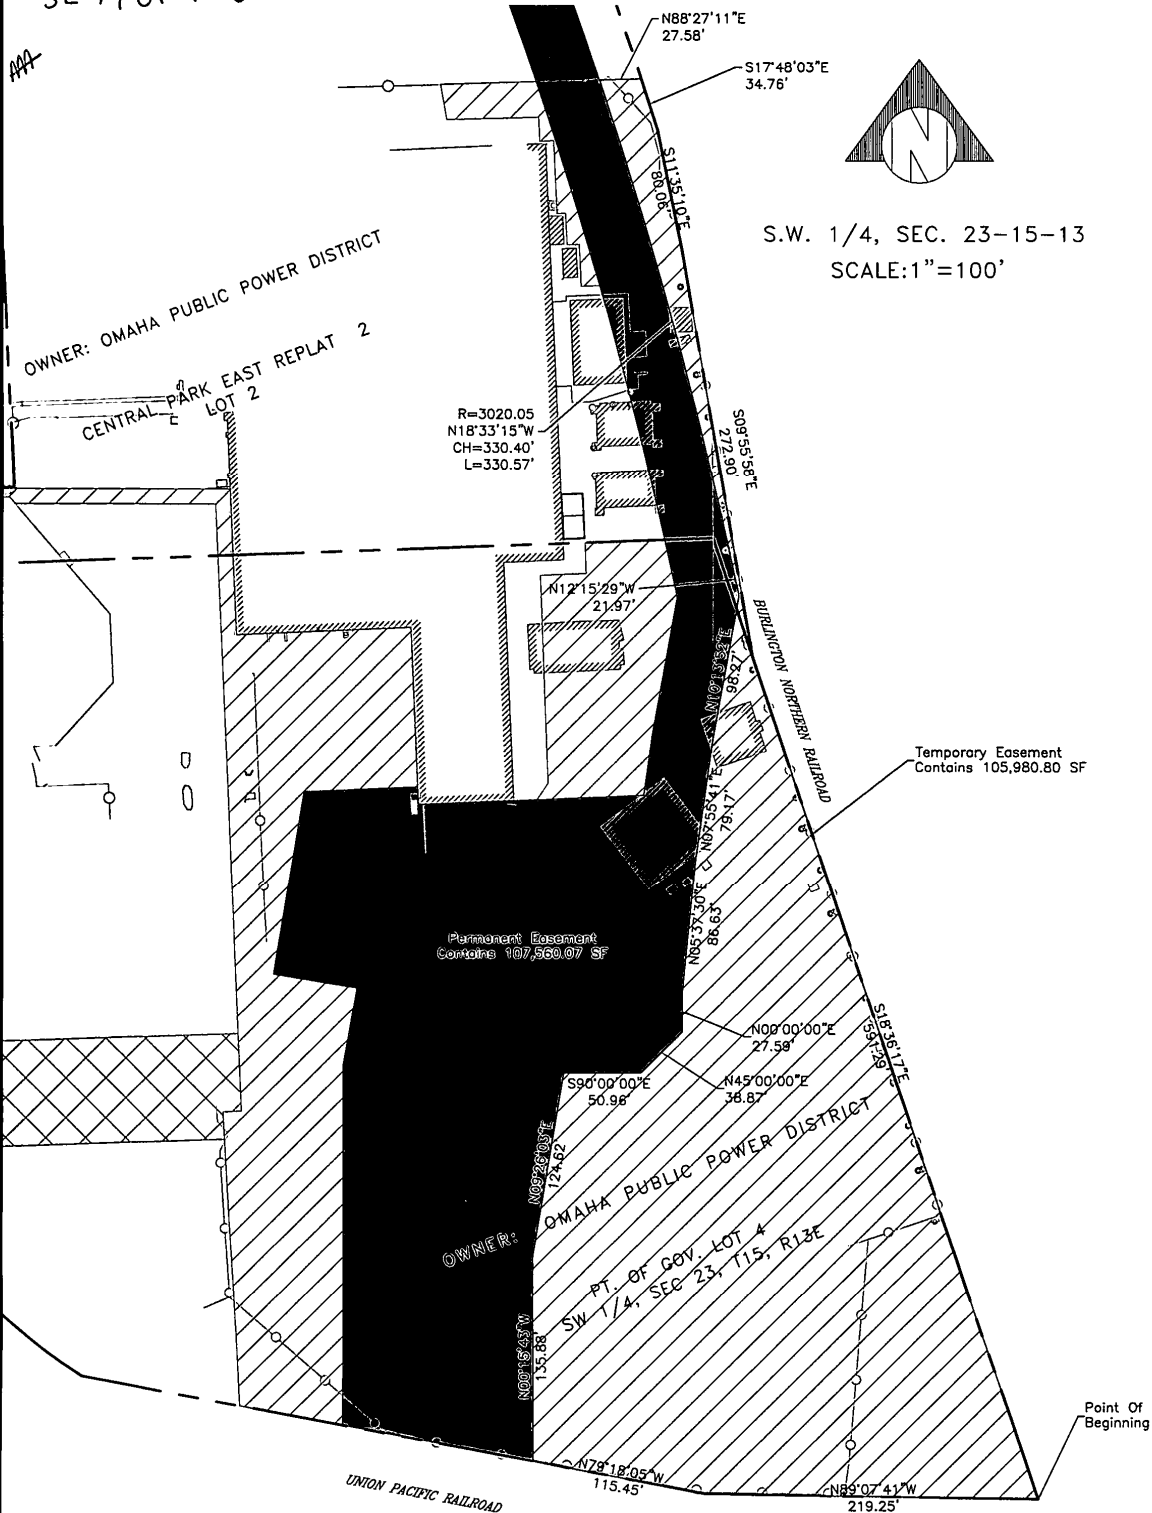 N88°27'11"E
27.58'
S17°48'03"E
34.76'
N
S11°35'10"E
80.06'
S.W. 1/4, SEC. 23-15-13
SCALE:1"=100'
OWNER: OMAHA PUBLIC POWER DISTRICT
CENTRAL PARK EAST REPLAT 2
LOT 2
R=3020.05
N18°33'15"W
CH=330.40'
L=330.57'
S09°55'58"E
272.90'
N12°15'29"W
21.97'
N10°13'52"E
98.27'
BURLINGTON NORTHERN RAILROAD
Temporary Easement
Contains 105,980.80 SF
N07°55'41"E
79.17'
N05°37'30"E
86.63'
Permanent Easement
Contains 107,560.07 SF
N00°00'00"E
27.59'
S18°36'17"E
591.29'
S90°00'00"E
50.96'
N45°00'00"E
38.87'
N09°26'03"E
124.62
OWNER: OMAHA PUBLIC POWER DISTRICT
PT. OF GOV. LOT 4
SW 1/4, SEC 23, T15, R13E
N00°15'43"W
135.88'
Point Of
Beginning
N79°18'05"W
115.45'
N89°07'41"W
219.25'
UNION PACIFIC RAILROAD